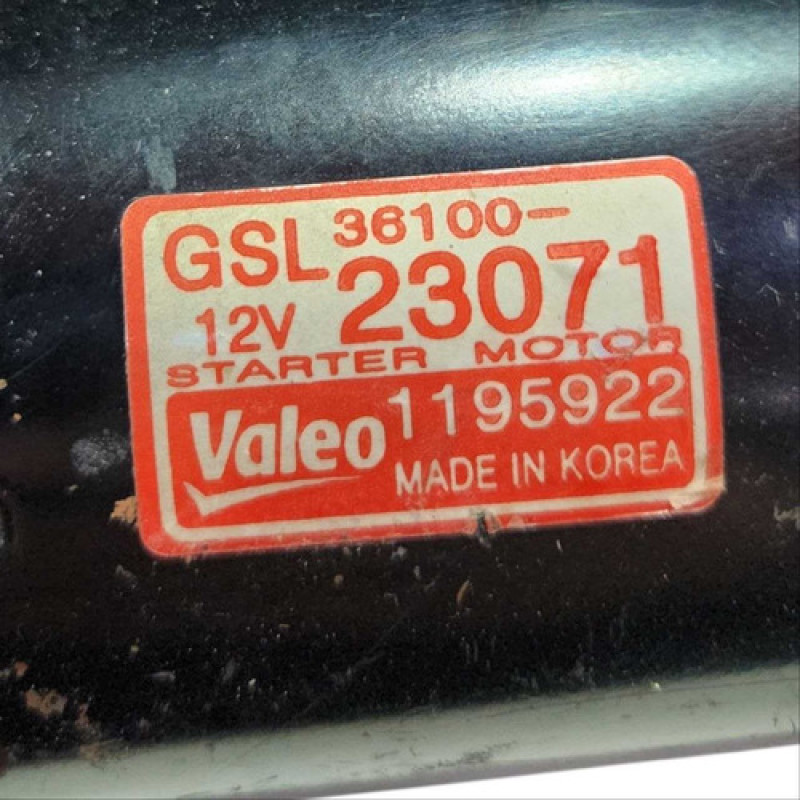 GSL 36100-
12V 23071
STARTER MOTOR
Valeo 1195922
MADE IN KOREA